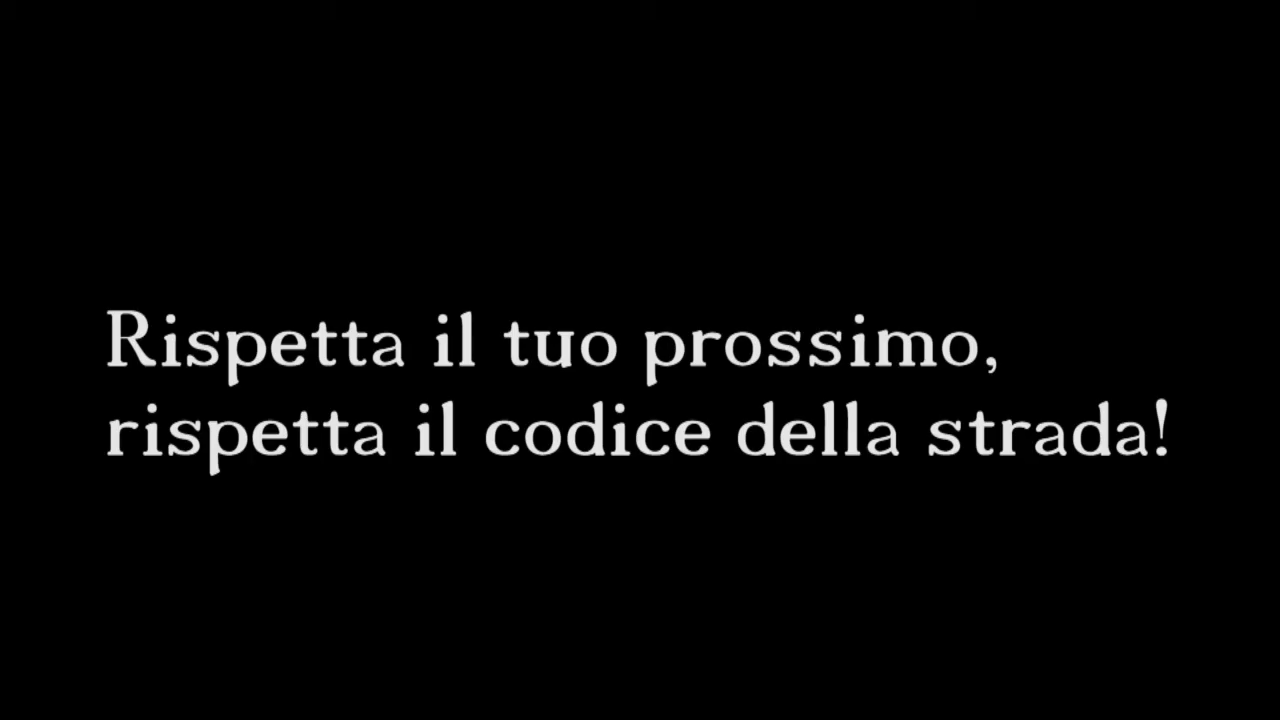 Rispetta il tuo prossimo,
rispetta il codice della strada!